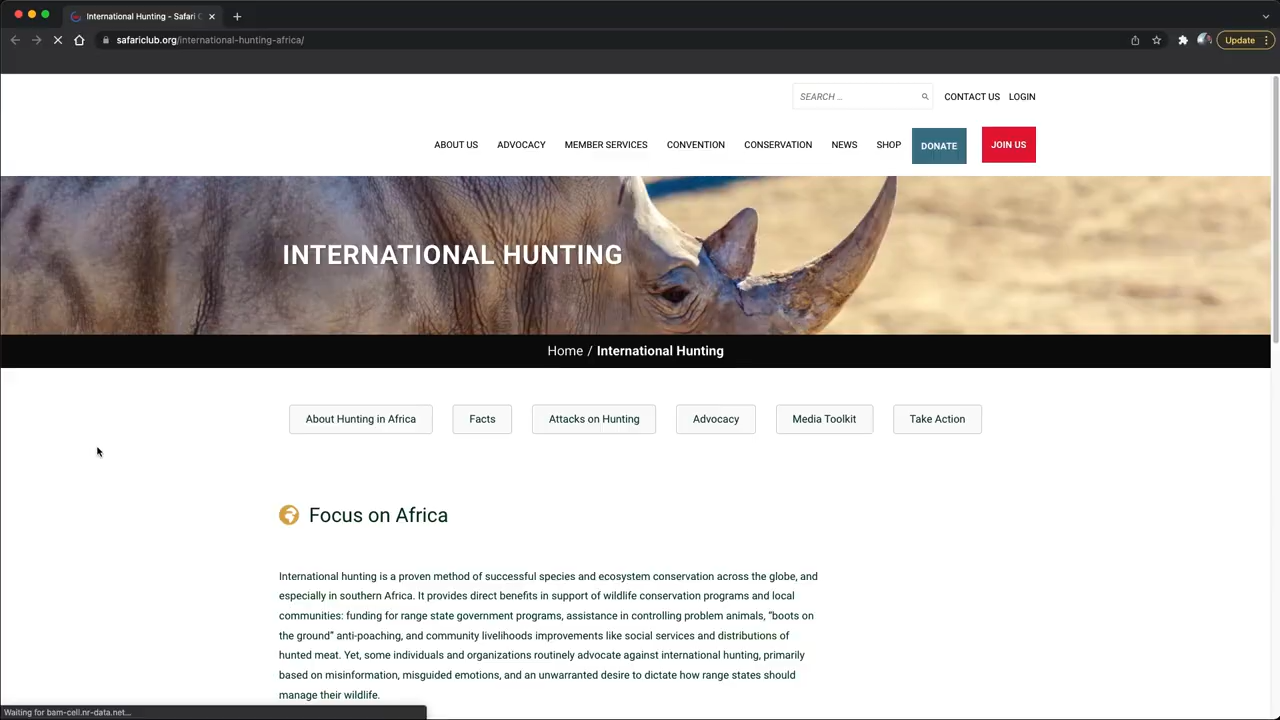 International Hunting - Safari C
safariclub.org/international-hunting-africa/
Update
SEARCH ...
CONTACT US
LOGIN
ABOUT US
ADVOCACY
MEMBER SERVICES
CONVENTION
CONSERVATION
NEWS
SHOP
DONATE
JOIN US
INTERNATIONAL HUNTING
Home / International Hunting
About Hunting in Africa
Facts
Attacks on Hunting
Advocacy
Media Toolkit
Take Action
Focus on Africa
International hunting is a proven method of successful species and ecosystem conservation across the globe, and
especially in southern Africa. It provides direct benefits in support of wildlife conservation programs and local
communities: funding for range state government programs, assistance in controlling problem animals, “boots on
the ground” anti-poaching, and community livelihoods improvements like social services and distributions of
hunted meat. Yet, some individuals and organizations routinely advocate against international hunting, primarily
based on misinformation, misguided emotions, and an unwarranted desire to dictate how range states should
manage their wildlife.
Waiting for bam-cell.nr-data.net...